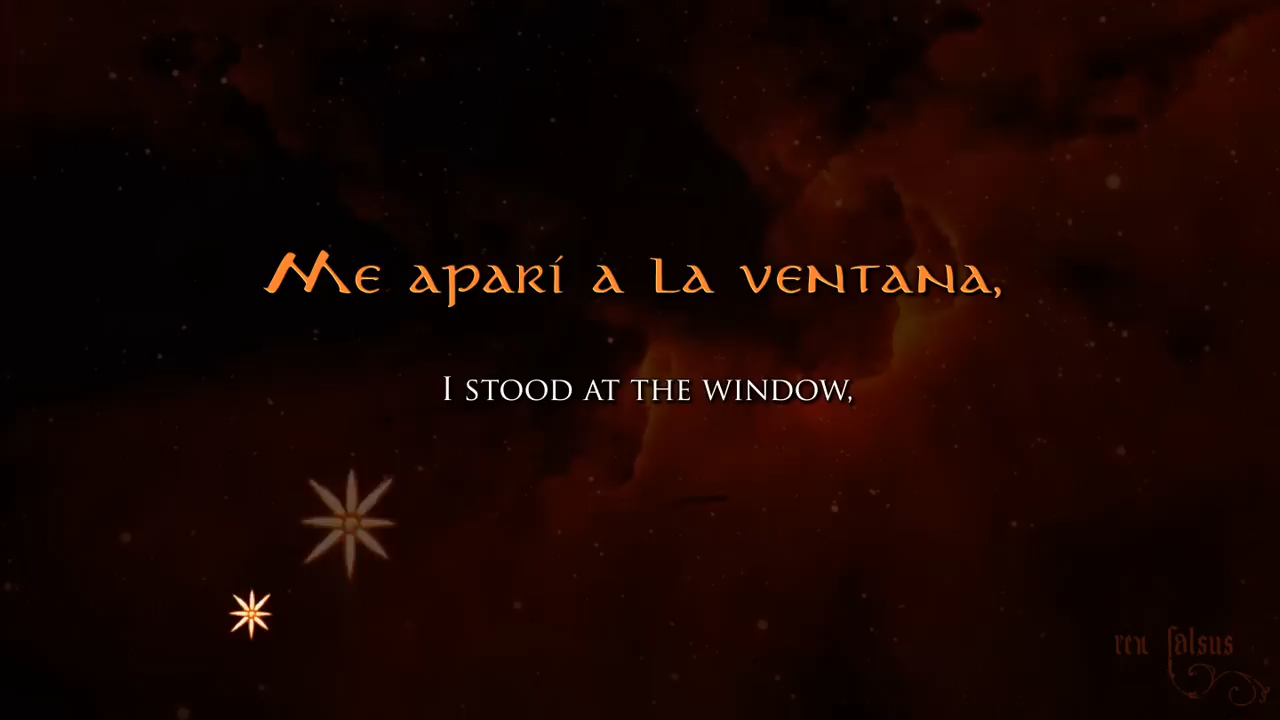 Me aparí a la ventana,
I stood at the window,
rex falsus